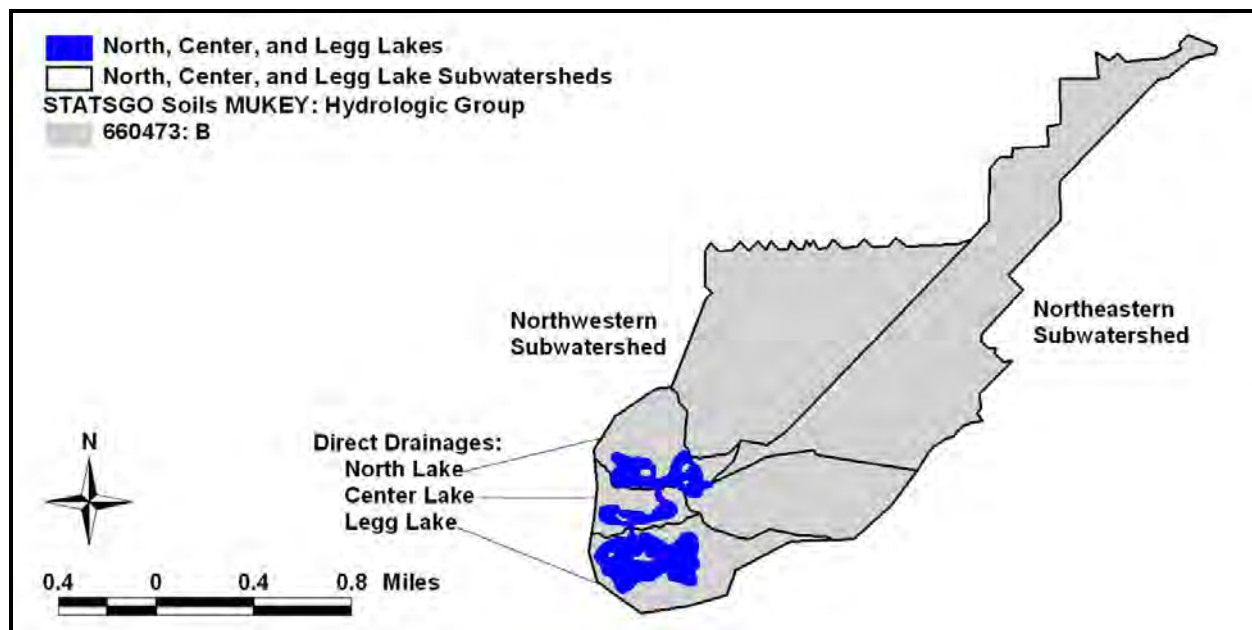 North, Center, and Legg Lakes
North, Center, and Legg Lake Subwatersheds
STATSGO Soils MUKEY: Hydrologic Group
660473: B
Northwestern
Subwatershed
Northeastern
Subwatershed
Direct Drainages:
North Lake
Center Lake
Legg Lake
N
0.4 0 0.4 0.8 Miles